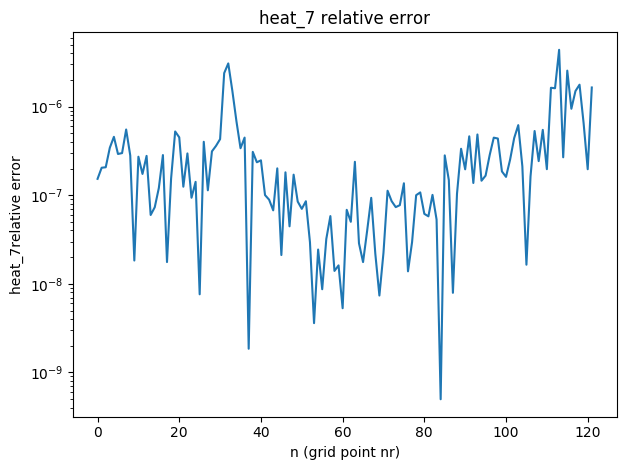 heat_7 relative error
heat_7relative error
10⁻⁶
10⁻⁷
10⁻⁸
10⁻⁹
0 20 40 60 80 100 120
n (grid point nr)